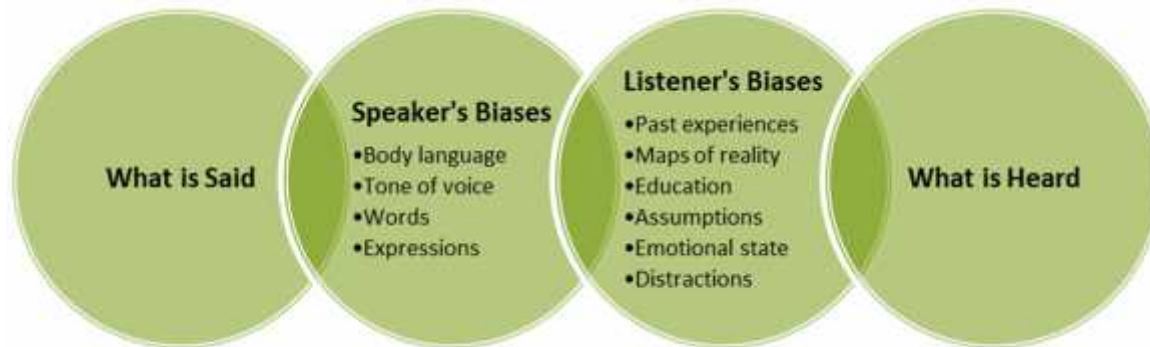 What is Said
Speaker's Biases
•Body language
•Tone of voice
•Words
•Expressions
Listener's Biases
•Past experiences
•Maps of reality
•Education
•Assumptions
•Emotional state
•Distractions
What is Heard